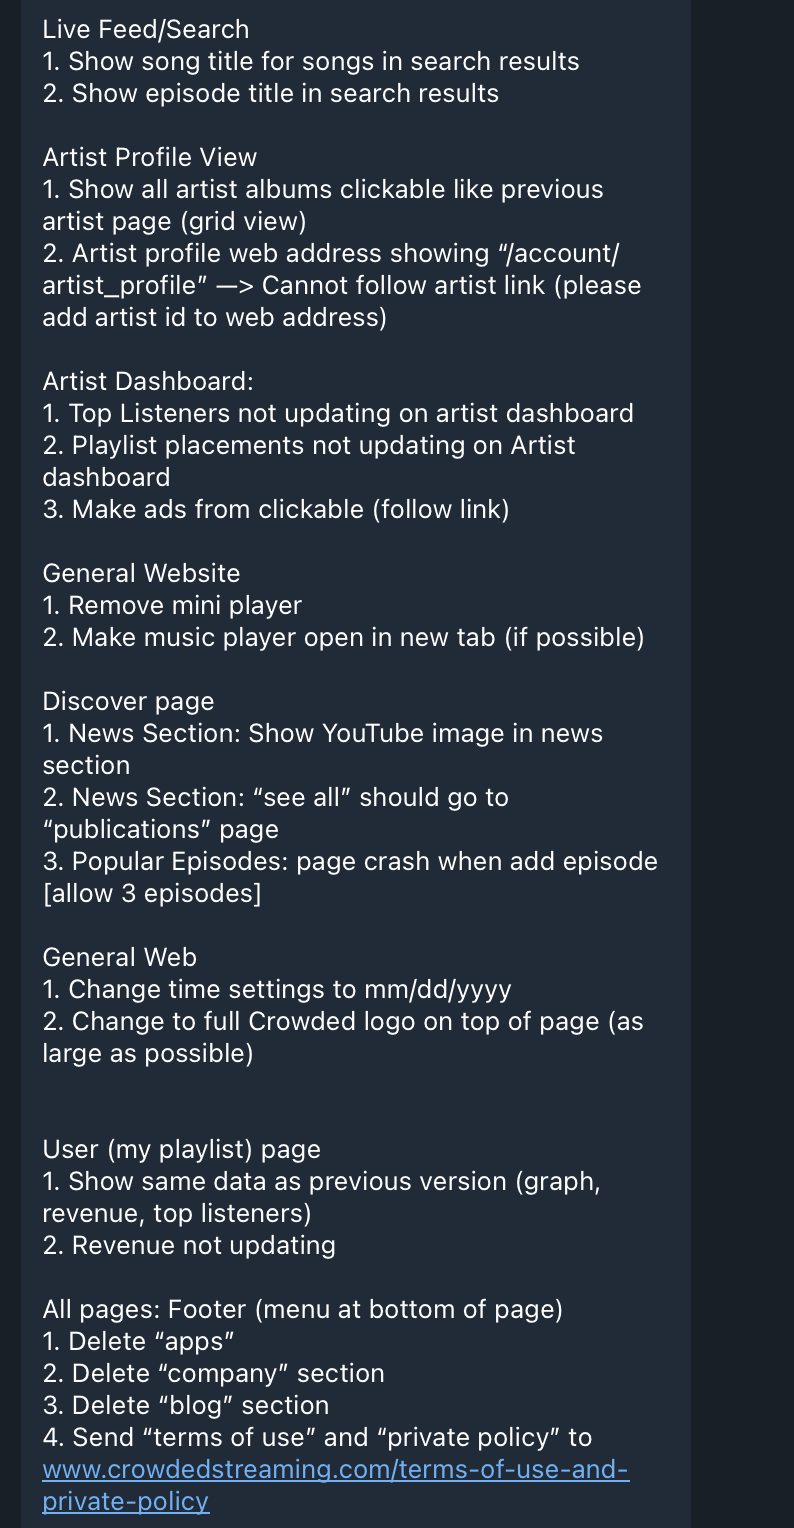 Live Feed/Search
1. Show song title for songs in search results
2. Show episode title in search results
Artist Profile View
1. Show all artist albums clickable like previous
artist page (grid view)
2. Artist profile web address showing “/account/
artist_profile” —> Cannot follow artist link (please
add artist id to web address)
Artist Dashboard:
1. Top Listeners not updating on artist dashboard
2. Playlist placements not updating on Artist
dashboard
3. Make ads from clickable (follow link)
General Website
1. Remove mini player
2. Make music player open in new tab (if possible)
Discover page
1. News Section: Show YouTube image in news
section
2. News Section: “see all” should go to
“publications” page
3. Popular Episodes: page crash when add episode
[allow 3 episodes]
General Web
1. Change time settings to mm/dd/yyyy
2. Change to full Crowded logo on top of page (as
large as possible)
User (my playlist) page
1. Show same data as previous version (graph,
revenue, top listeners)
2. Revenue not updating
All pages: Footer (menu at bottom of page)
1. Delete “apps”
2. Delete “company” section
3. Delete “blog” section
4. Send “terms of use” and “private policy” to
www.crowdedstreaming.com/terms-of-use-and-
private-policy